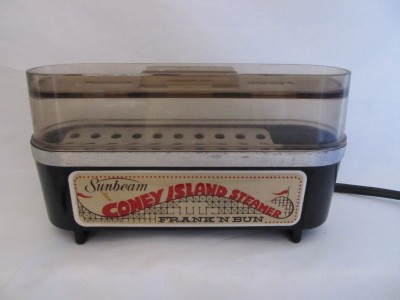 Sunbeam
CONEY ISLAND STEAMER
FRANK 'N BUN